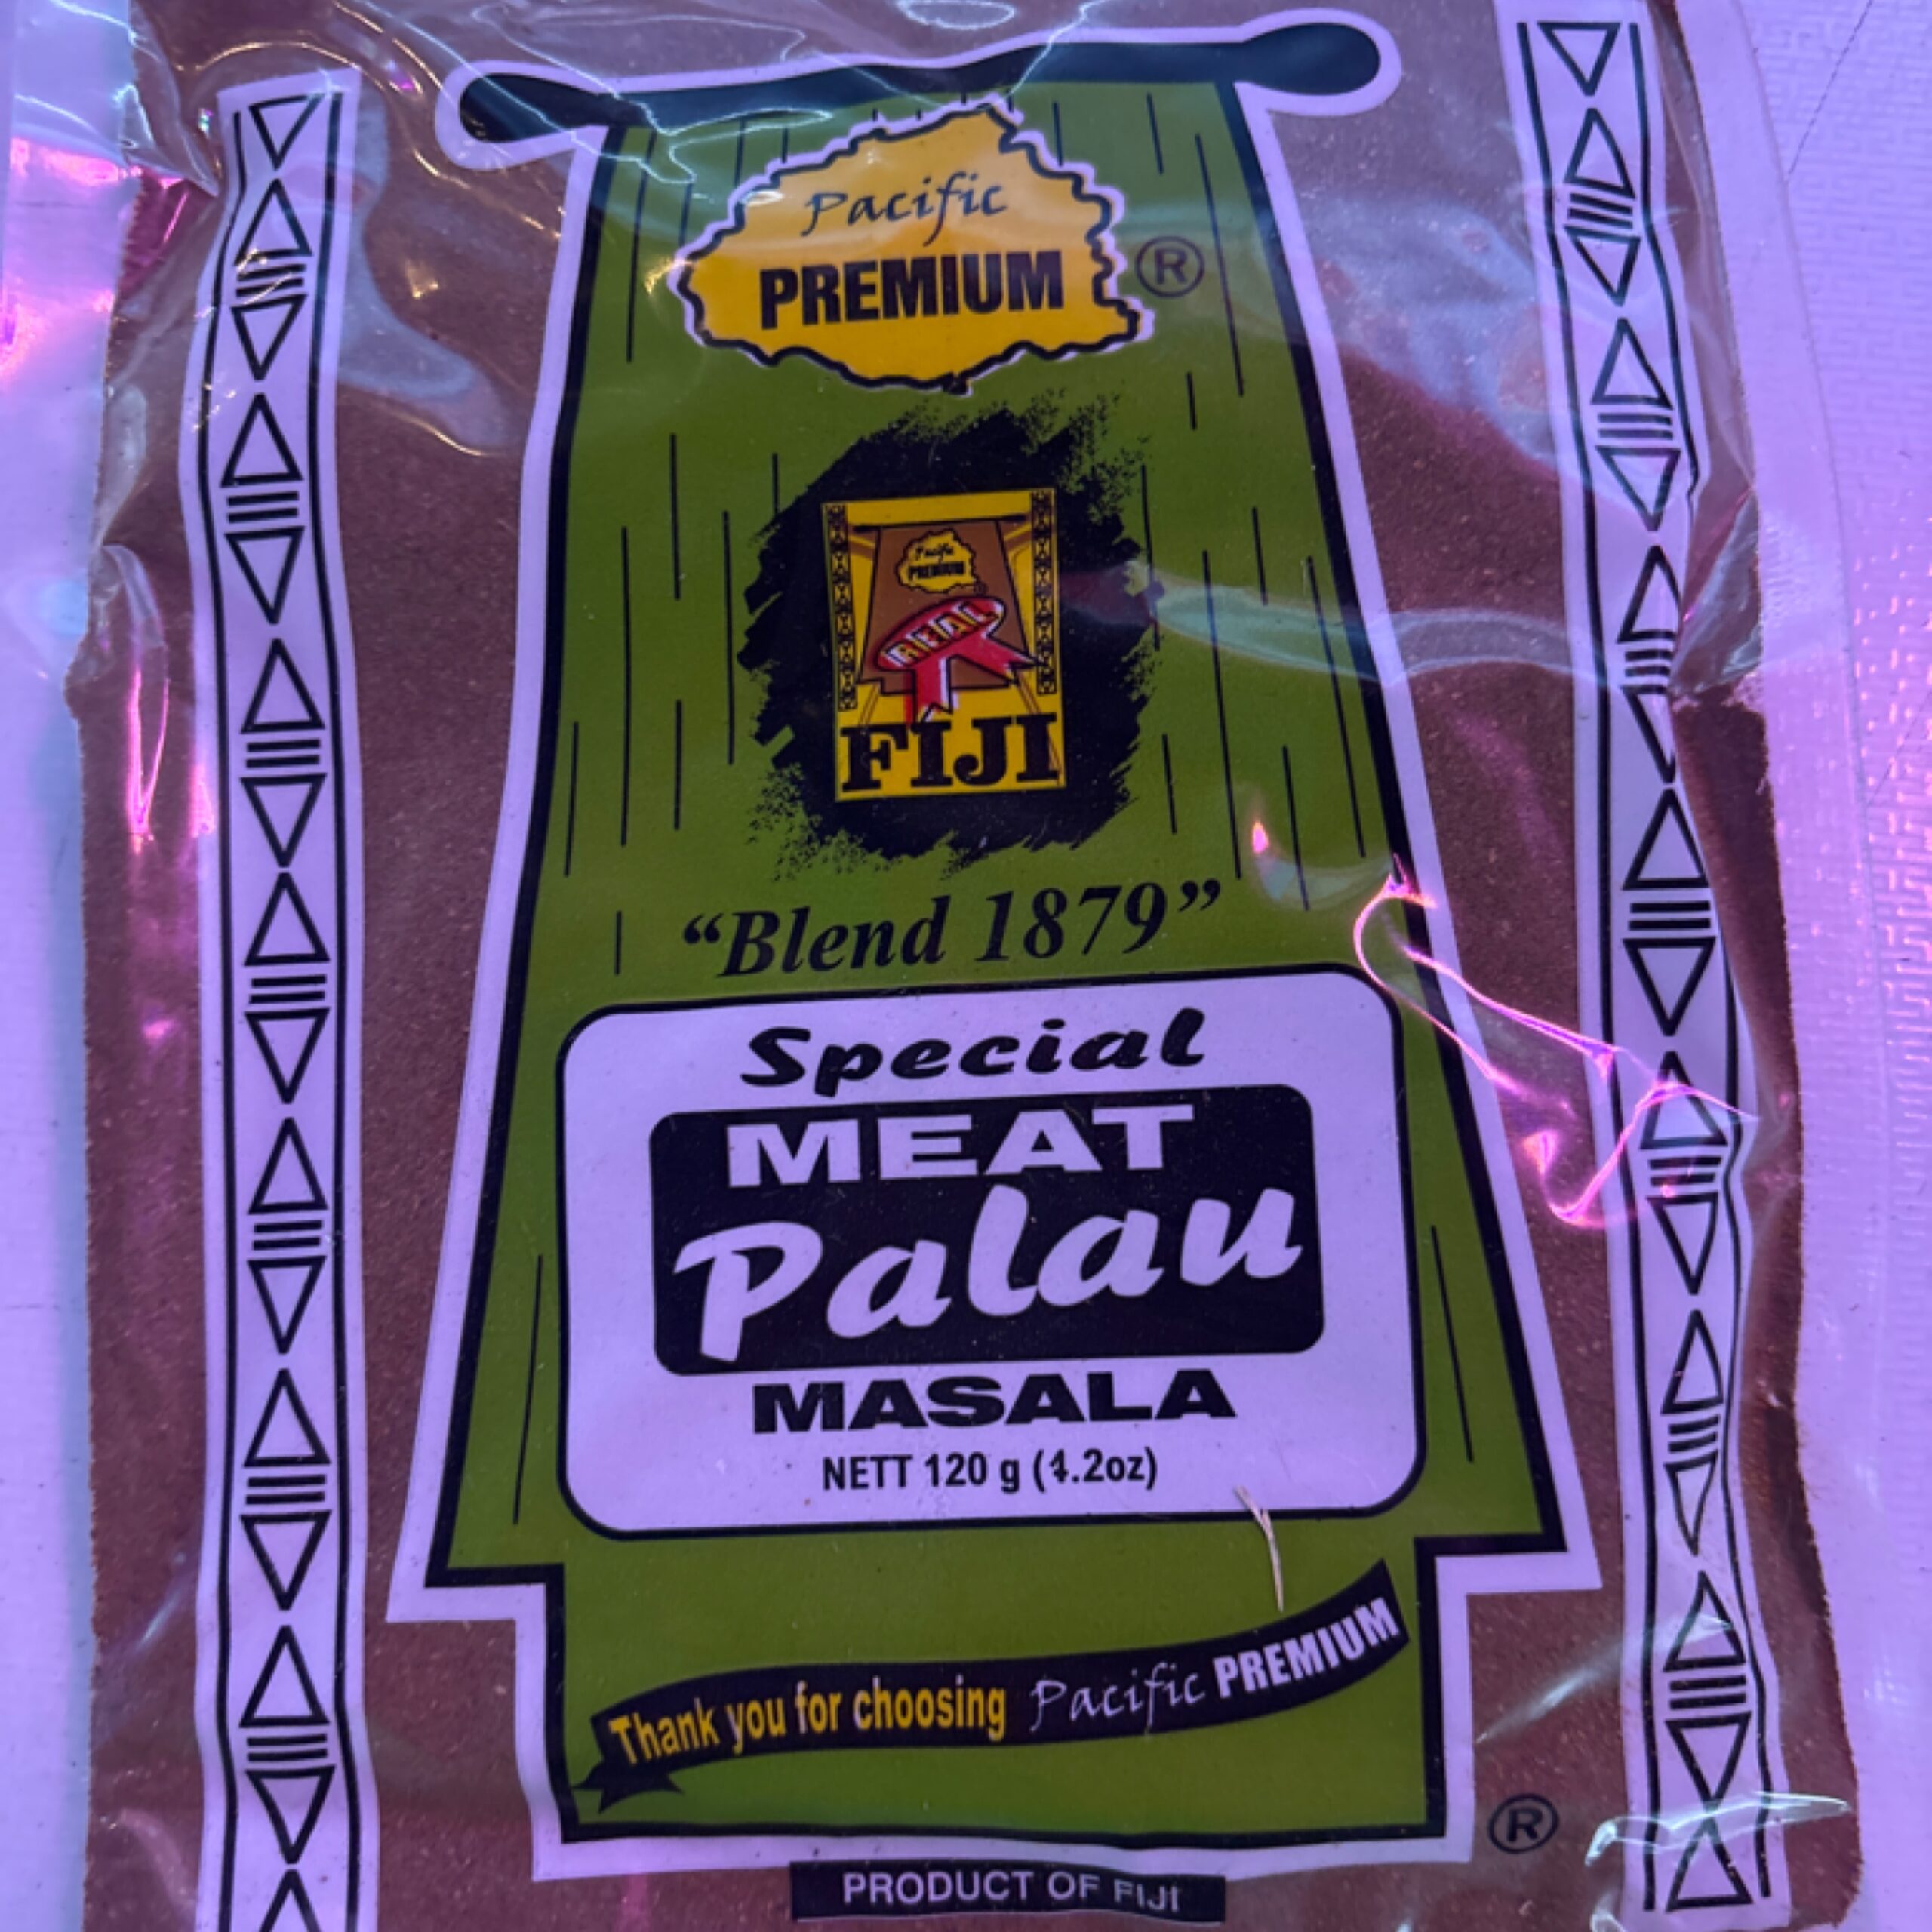 Pacific
PREMIUM ®
Pacific
PREMIUM
REAL
FIJI
“Blend 1879”
Special
MEAT
Palau
MASALA
NETT 120 g (4.2oz)
Thank you for choosing Pacific PREMIUM
®
PRODUCT OF FIJI